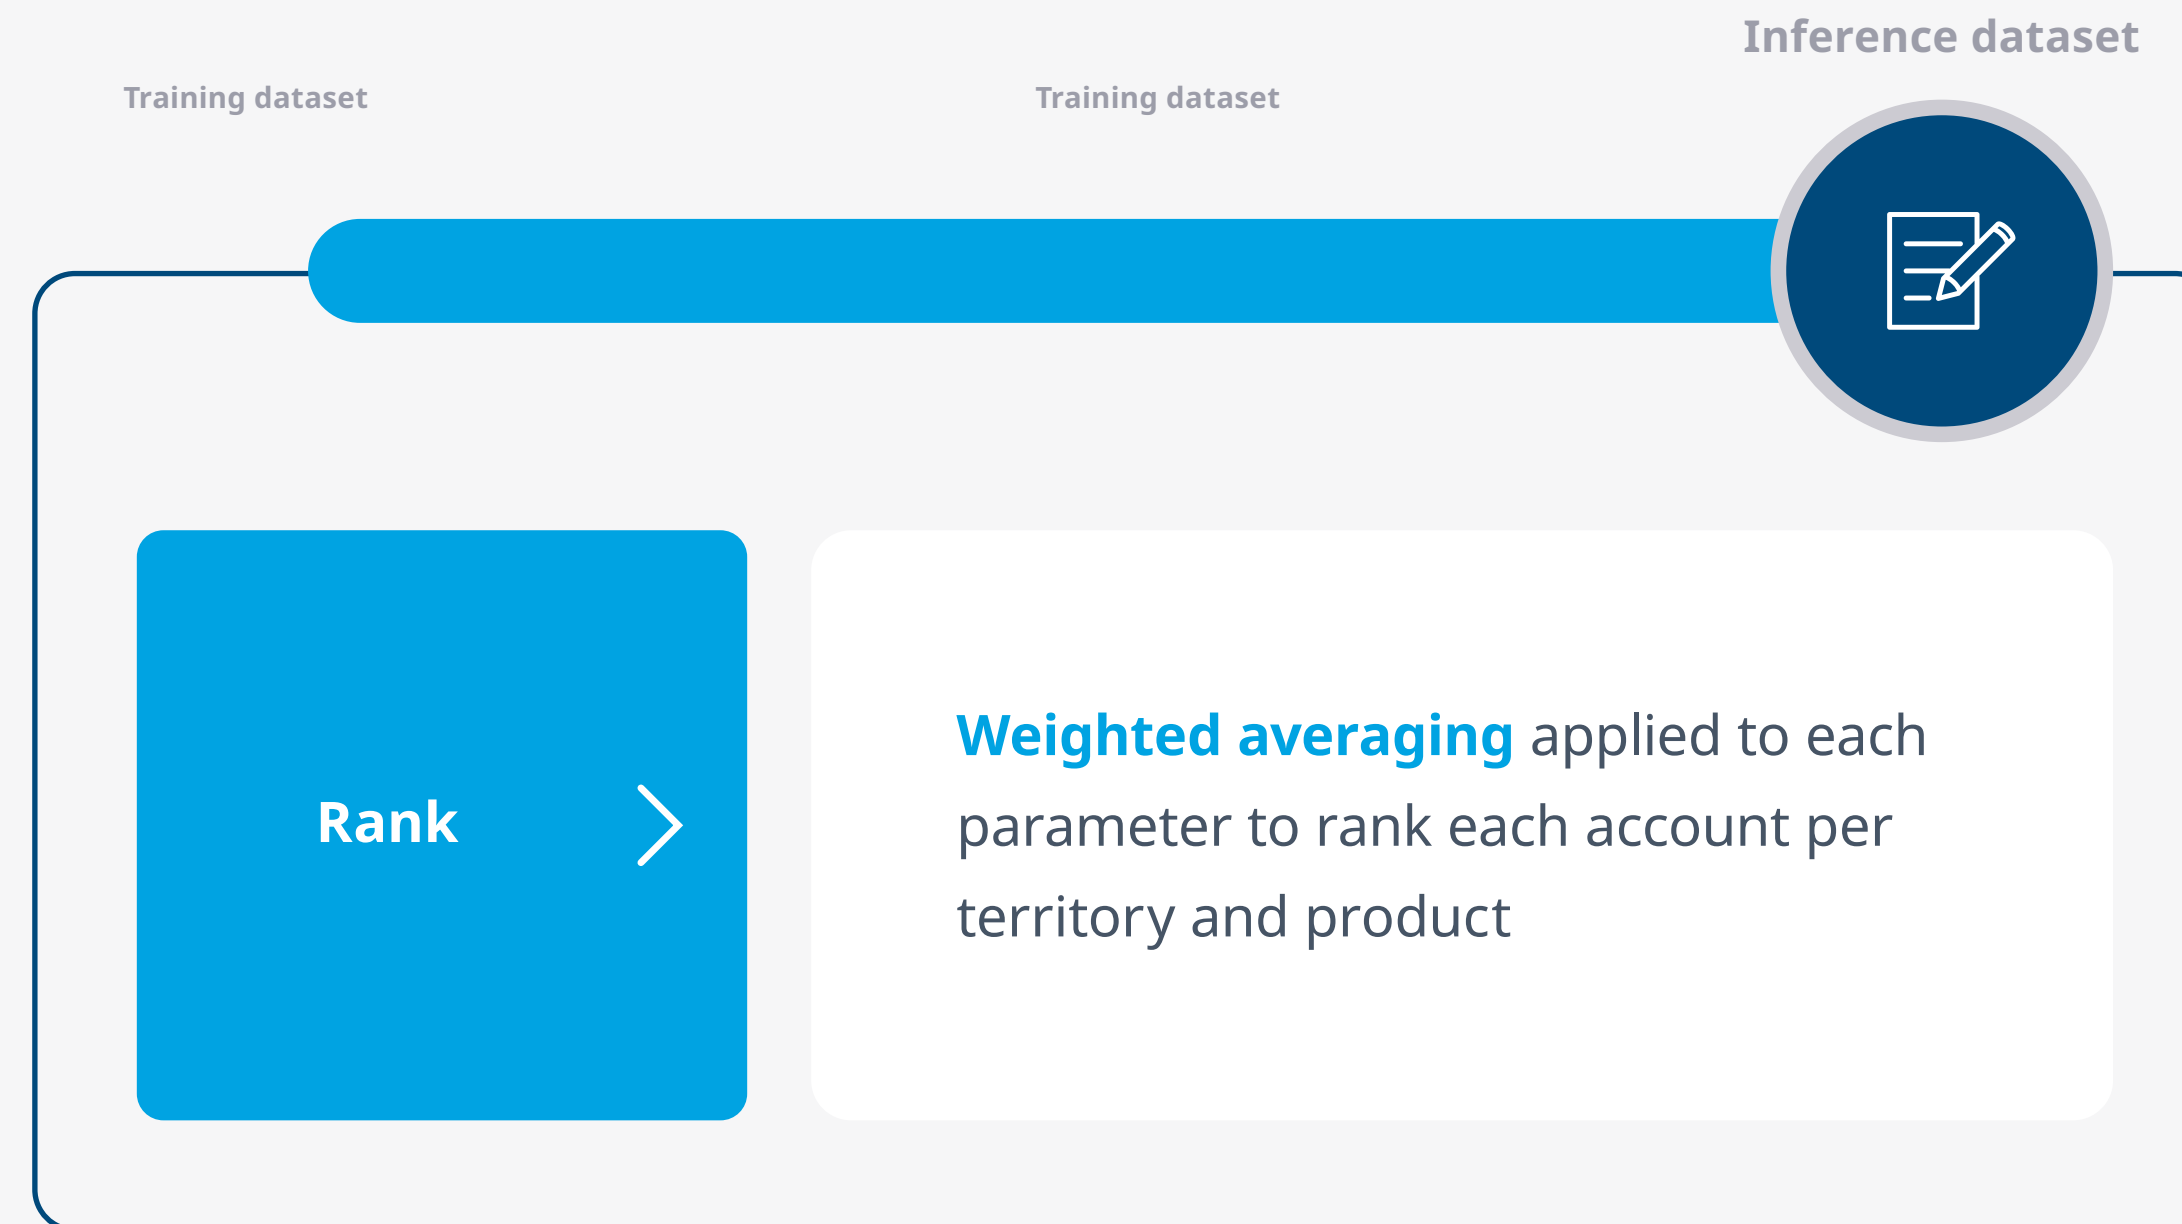 Inference dataset
Training dataset
Training dataset
Rank
Weighted averaging applied to each
parameter to rank each account per
territory and product